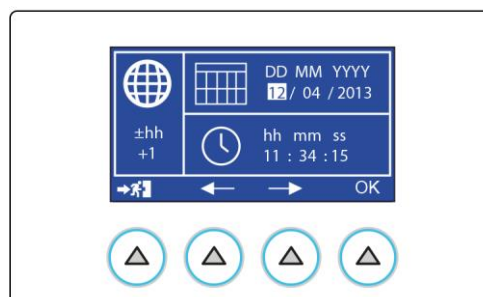 DD MM YYYY
12 / 04 / 2013
±hh
+1
hh mm ss
11 : 34 : 15
OK